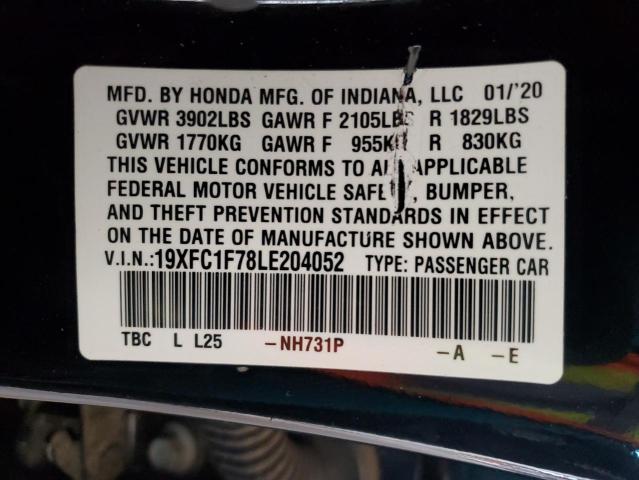 MFD. BY HONDA MFG. OF INDIANA, LLC 01/'20
GVWR 3902LBS GAWR F 2105LBS R 1829LBS
GVWR 1770KG GAWR F 955KG R 830KG
THIS VEHICLE CONFORMS TO ALL APPLICABLE
FEDERAL MOTOR VEHICLE SAFE , BUMPER,
AND THEFT PREVENTION STANDARDS IN EFFECT
ON THE DATE OF MANUFACTURE SHOWN ABOVE.
V.I.N.:19XFC1F78LE204052 TYPE: PASSENGER CAR
TBC L L25 -NH731P -A -E